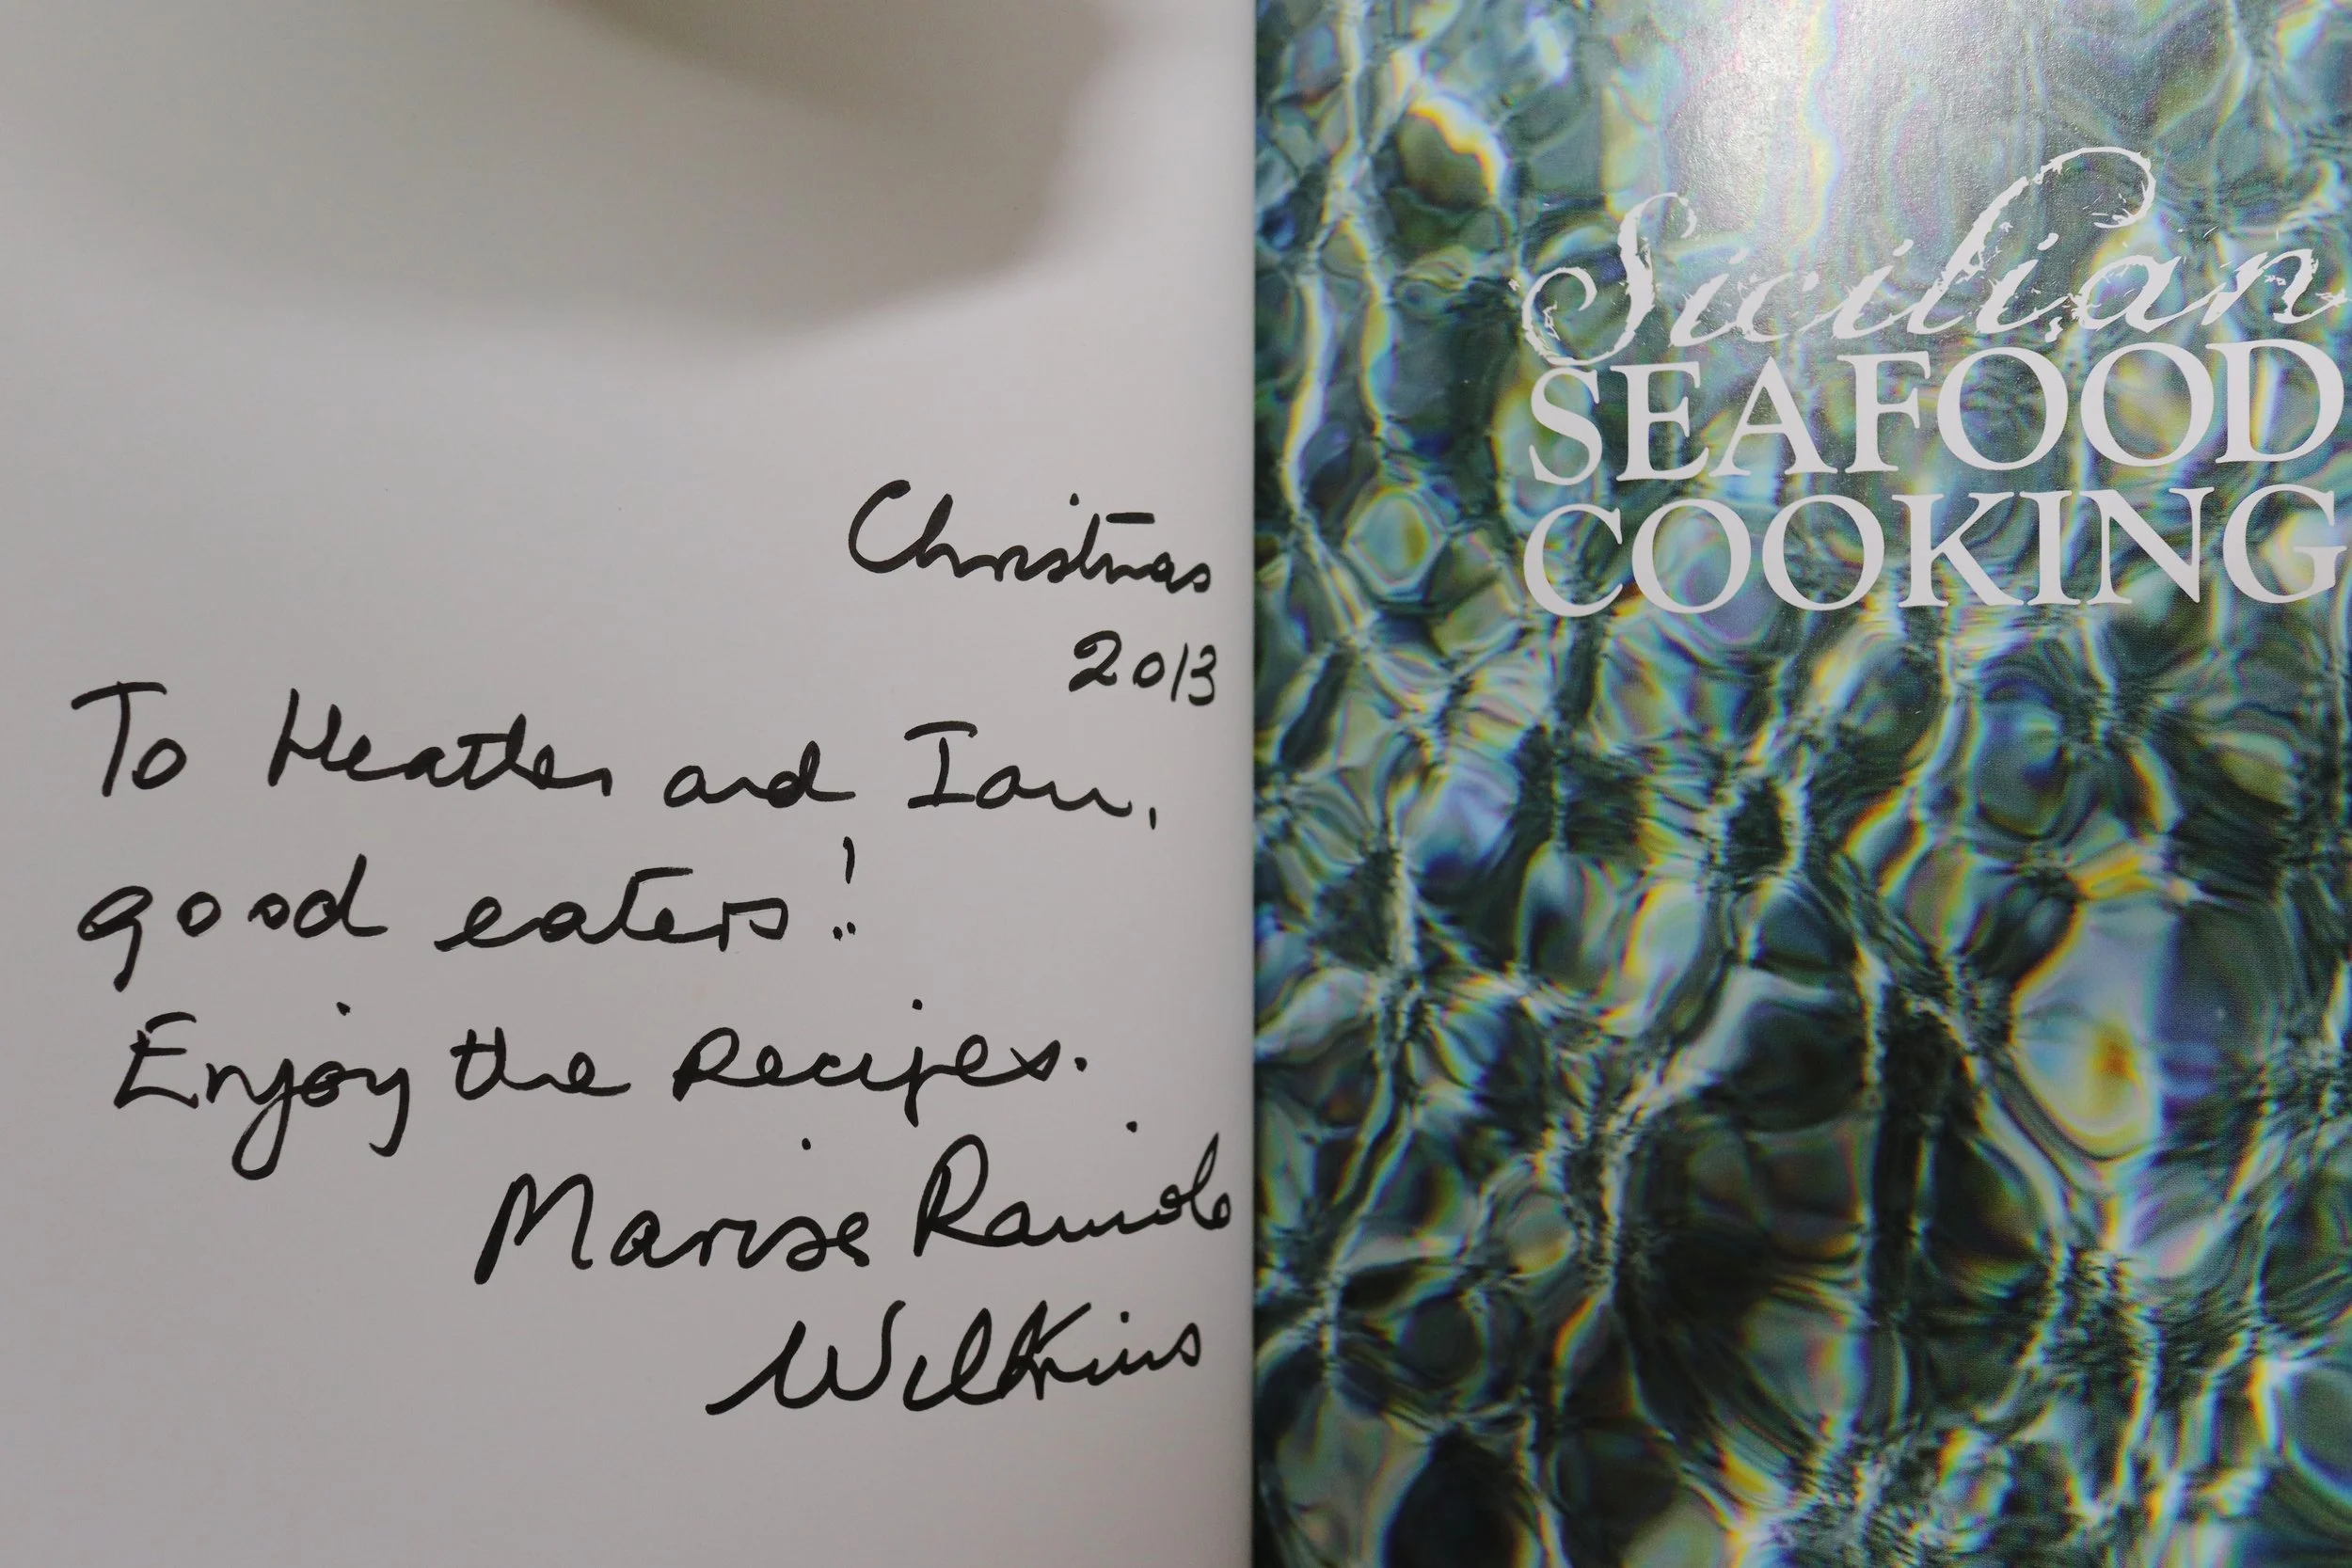 Christmas
2013
To Heather and Ian,
good eaters!
Enjoy the Recipes.
Marisa Raniolo
Wilkins
Sicilian
SEAFOOD
COOKING